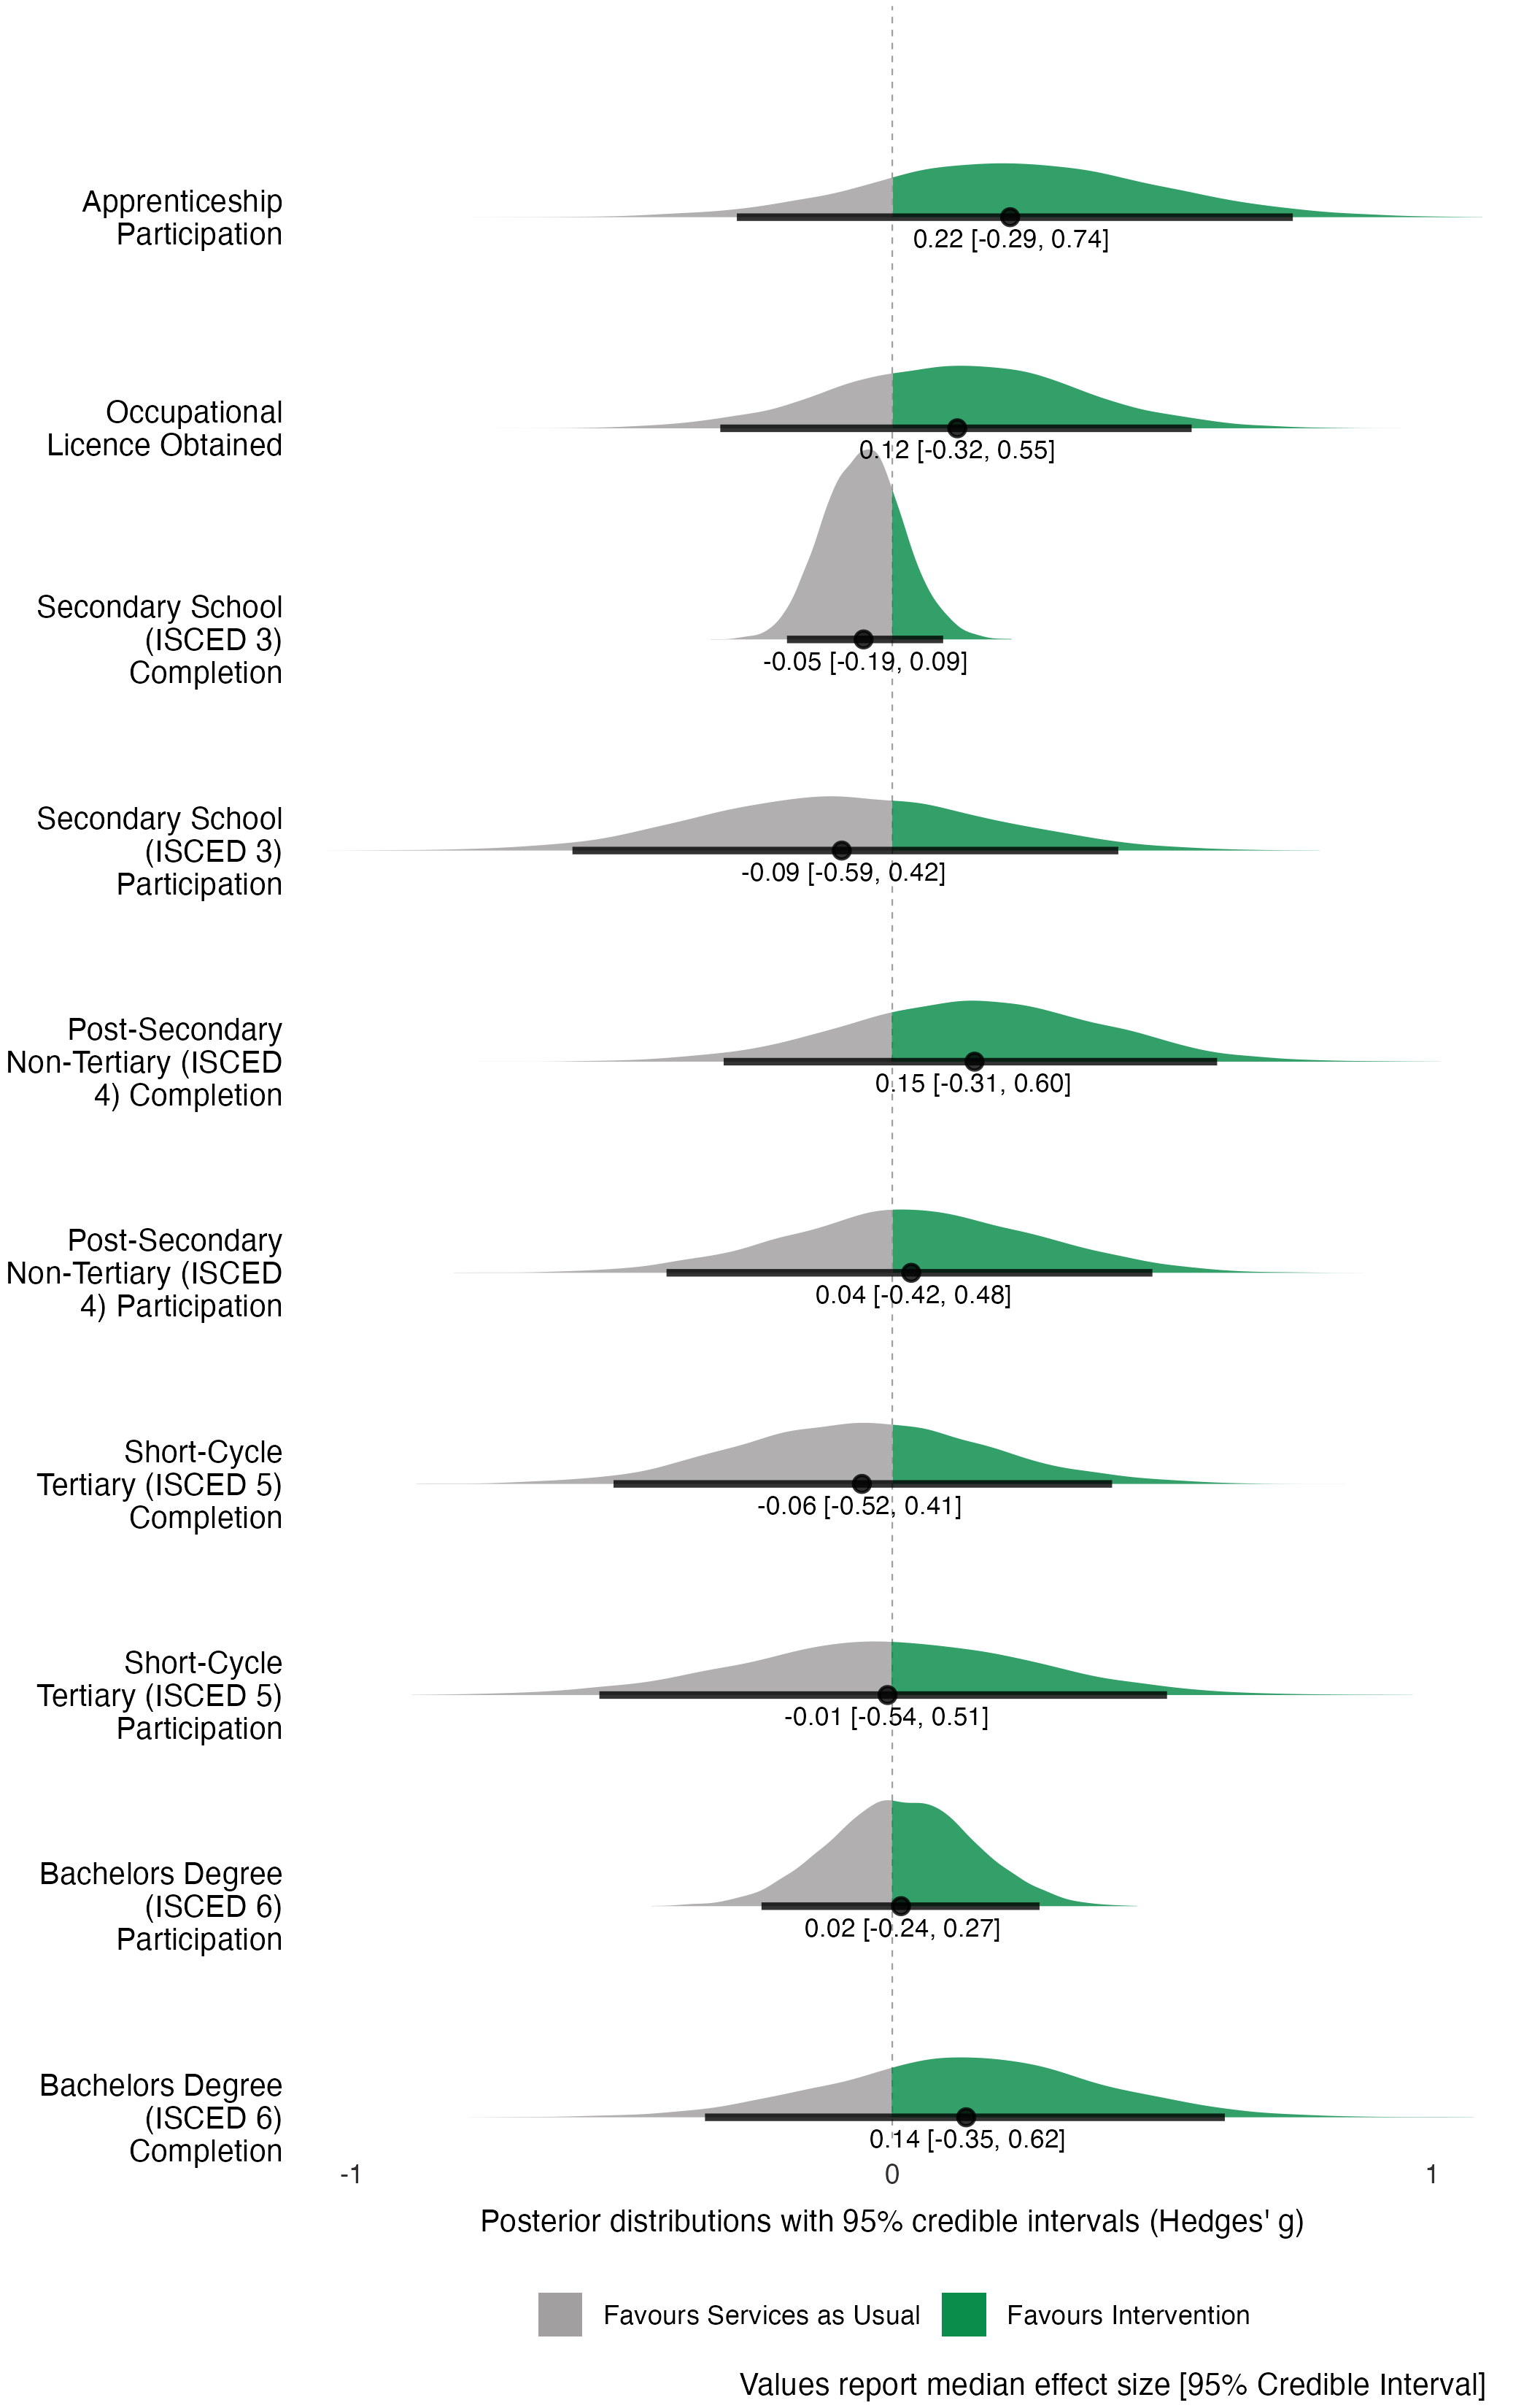 Apprenticeship
Participation
0.22 [-0.29, 0.74]
Occupational
Licence Obtained
0.12 [-0.32, 0.55]
Secondary School
(ISCED 3)
Completion
-0.05 [-0.19, 0.09]
Secondary School
(ISCED 3)
Participation
-0.09 [-0.59, 0.42]
Post-Secondary
Non-Tertiary (ISCED
4) Completion
0.15 [-0.31, 0.60]
Post-Secondary
Non-Tertiary (ISCED
4) Participation
0.04 [-0.42, 0.48]
Short-Cycle
Tertiary (ISCED 5)
Completion
-0.06 [-0.52, 0.41]
Short-Cycle
Tertiary (ISCED 5)
Participation
-0.01 [-0.54, 0.51]
Bachelors Degree
(ISCED 6)
Participation
0.02 [-0.24, 0.27]
Bachelors Degree
(ISCED 6)
Completion
0.14 [-0.35, 0.62]
-1 0 1
Posterior distributions with 95% credible intervals (Hedges' g)
Favours Services as Usual Favours Intervention
Values report median effect size [95% Credible Interval]